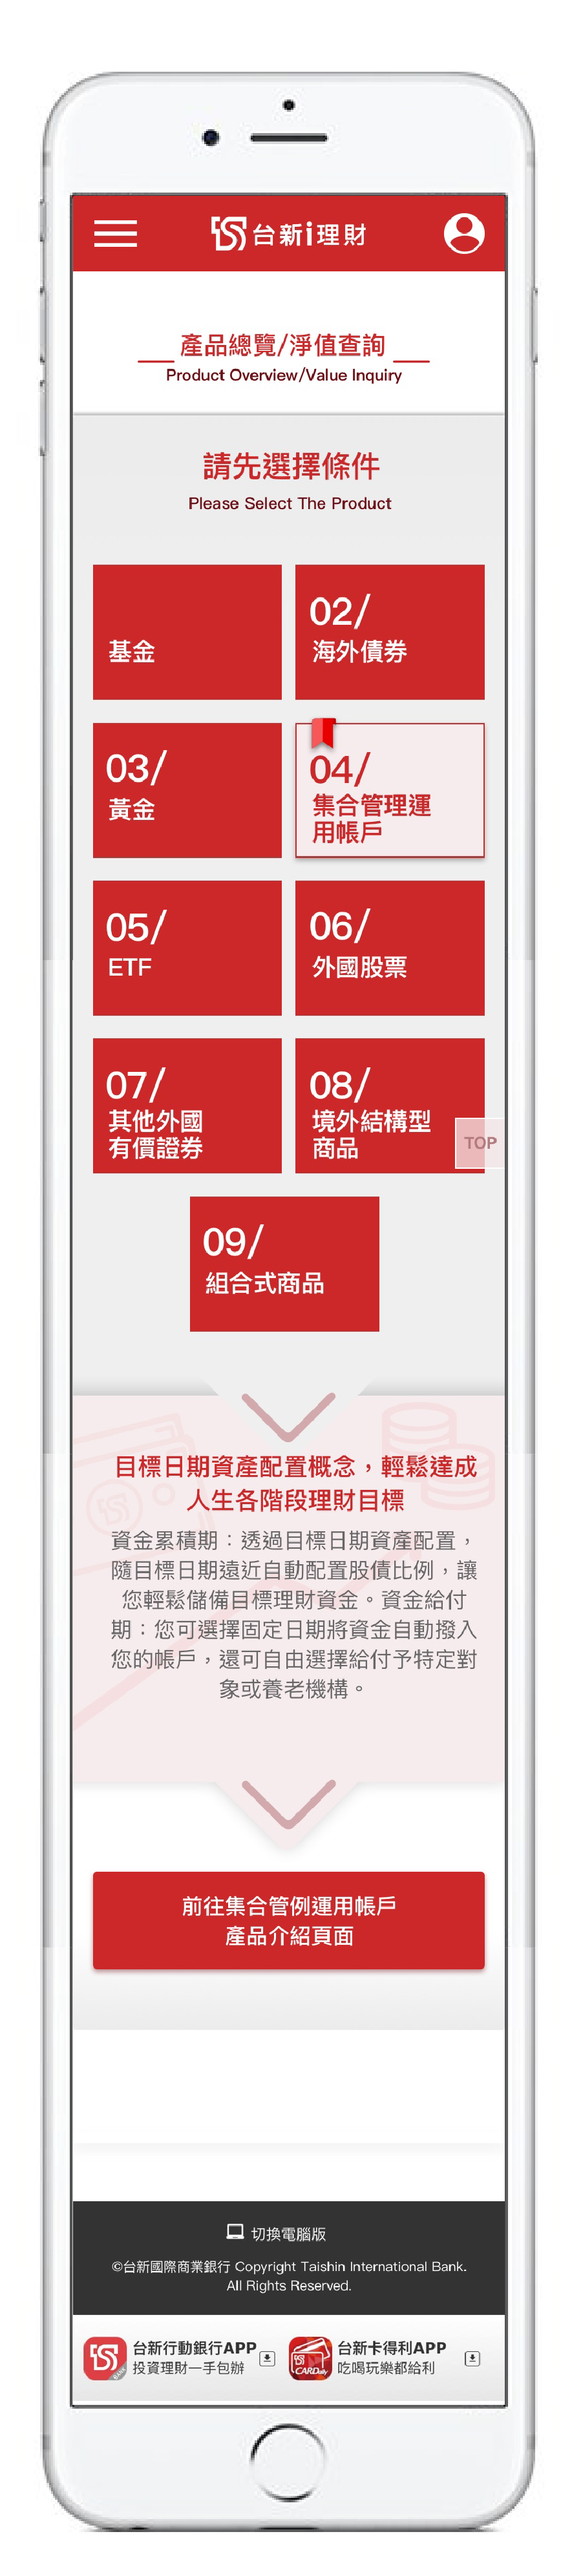 台新i理財
產品總覽/淨值查詢
Product Overview/Value Inquiry
請先選擇條件
Please Select The Product
基金
02/
海外債券
03/
黃金
04/
集合管理運
用帳戶
05/
ETF
06/
外國股票
07/
其他外國
有價證券
08/
境外結構型
商品
TOP
09/
組合式商品
目標日期資產配置概念，輕鬆達成
人生各階段理財目標
資金累積期：透過目標日期資產配置，
隨目標日期遠近自動配置股債比例，讓
您輕鬆儲備目標理財資金。資金給付
期：您可選擇固定日期將資金自動撥入
您的帳戶，還可自由選擇給付予特定對
象或養老機構。
前往集合管例運用帳戶
產品介紹頁面
切換電腦版
©台新國際商業銀行 Copyright Taishin International Bank.
All Rights Reserved.
台新行動銀行APP
投資理財一手包辦
BANK
台新卡得利APP
吃喝玩樂都給利
CARDaily